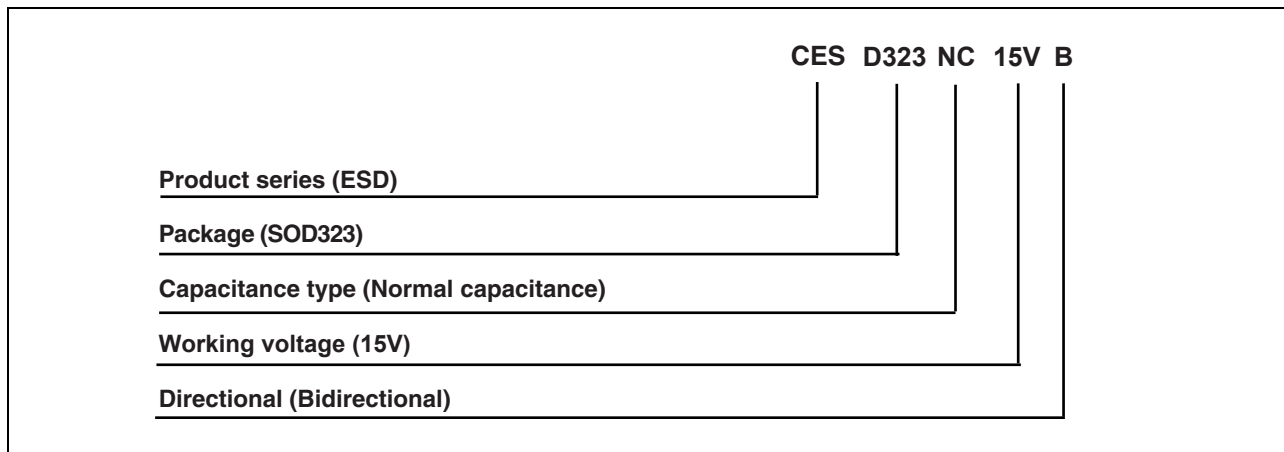 CES D323 NC 15V B
Product series (ESD)
Package (SOD323)
Capacitance type (Normal capacitance)
Working voltage (15V)
Directional (Bidirectional)